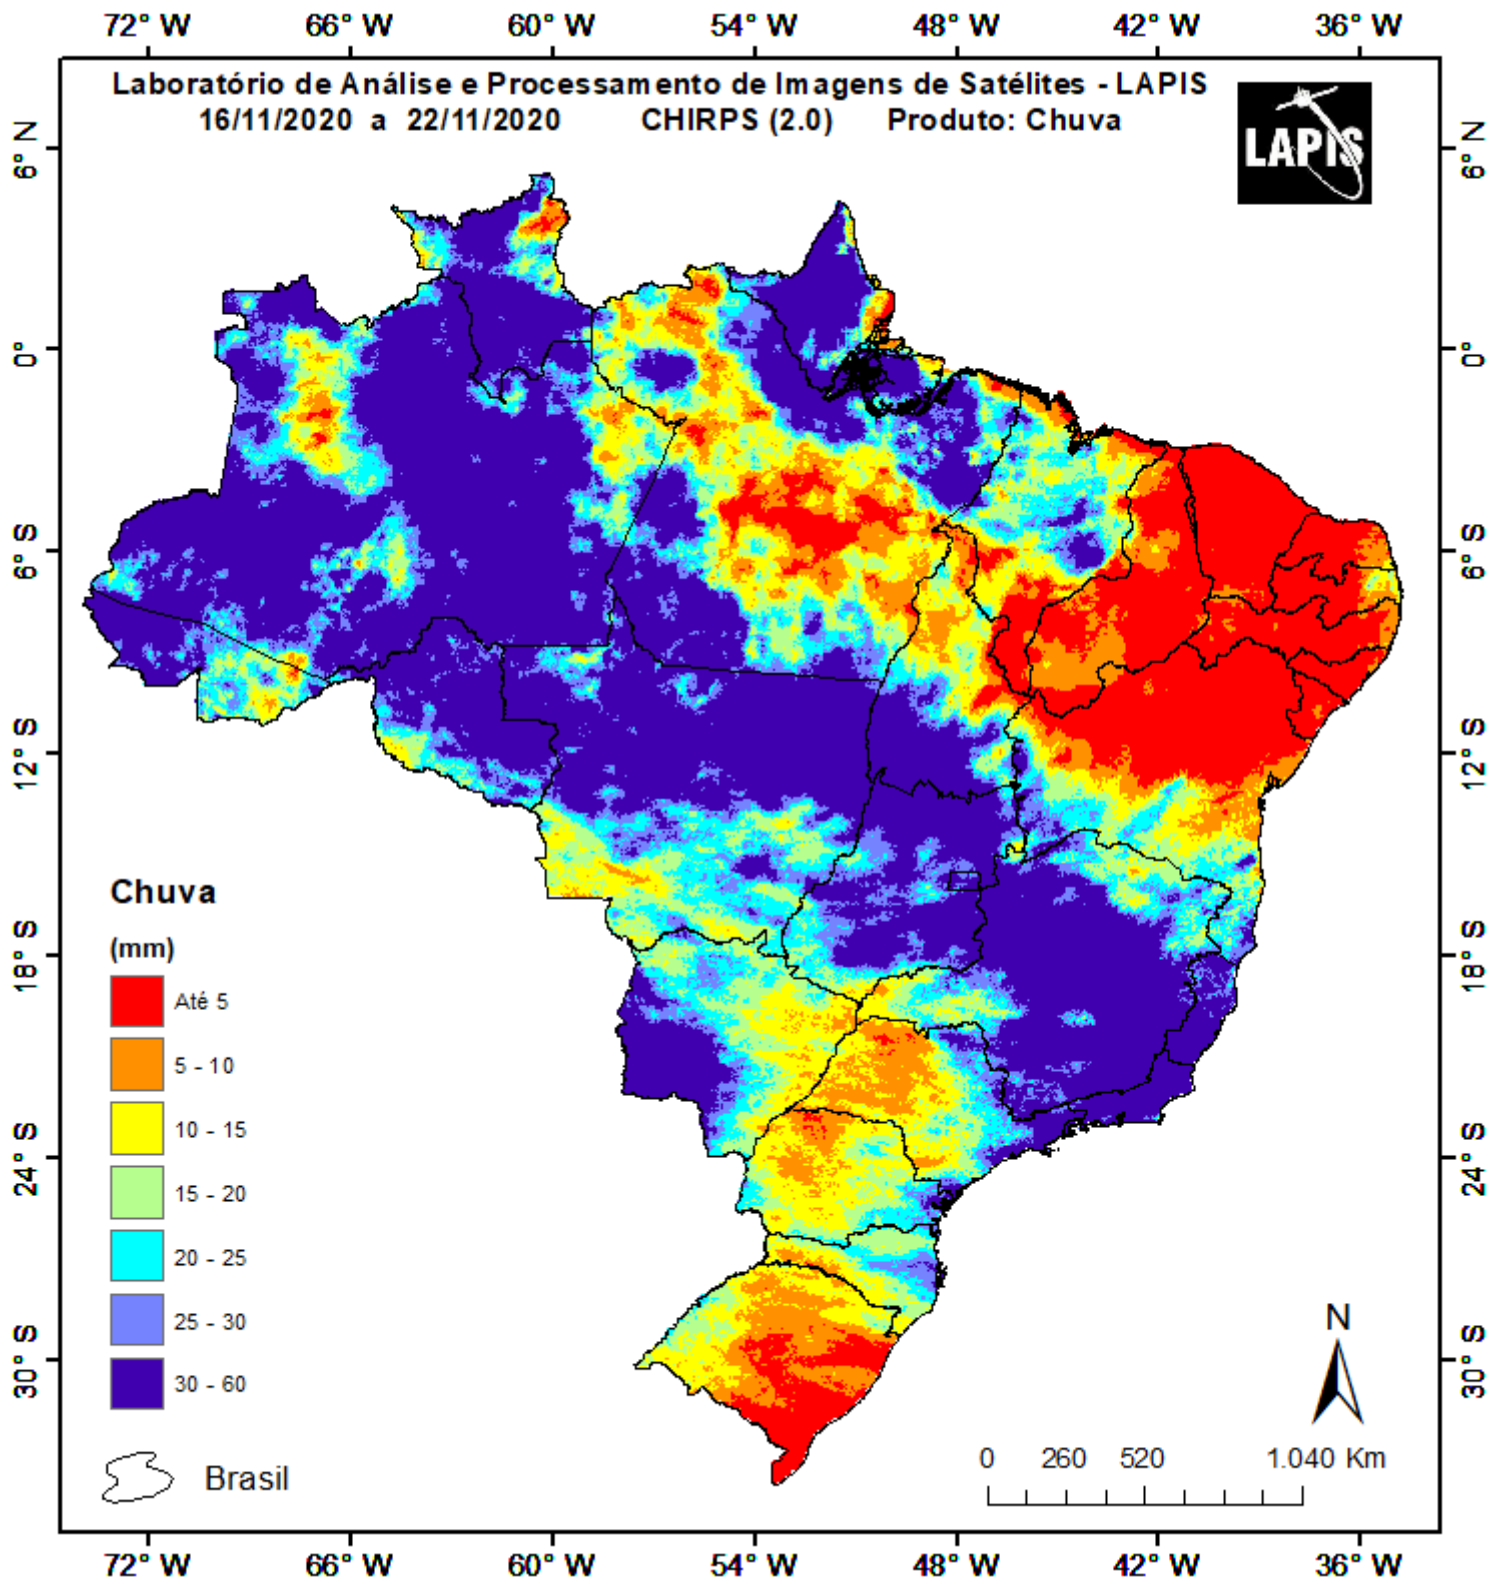 72° W 66° W 60° W 54° W 48° W 42° W 36° W
Laboratório de Análise e Processamento de Imagens de Satélites - LAPIS
16/11/2020 a 22/11/2020 CHIRPS (2.0) Produto: Chuva
LAPIS
6° N 6° N
0° 0°
6° S 6° S
12° S 12° S
18° S 18° S
24° S 24° S
30° S 30° S
Chuva
(mm)
Até 5
5 - 10
10 - 15
15 - 20
20 - 25
25 - 30
30 - 60
Brasil
N
0 260 520 1.040 Km
72° W 66° W 60° W 54° W 48° W 42° W 36° W